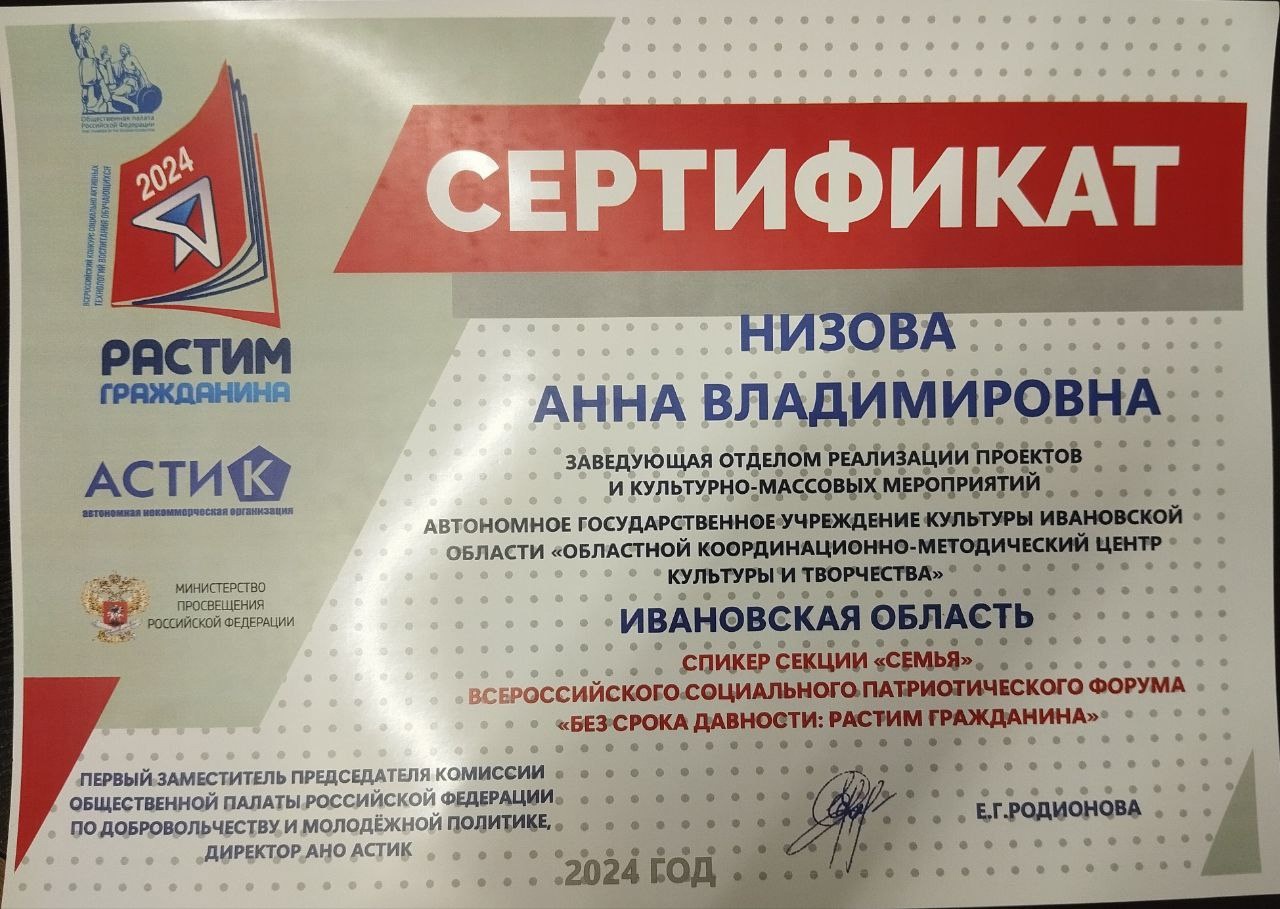 Общественная палата
Российской Федерации
ВСЕРОССИЙСКИЙ КОНКУРС СОЦИАЛЬНО АКТИВНЫХ
ТЕХНОЛОГИЙ ВОСПИТАНИЯ ОБУЧАЮЩИХСЯ
2024
РАСТИМ
ГРАЖДАНИНА
АСТИК
автономная некоммерческая организация
МИНИСТЕРСТВО
ПРОСВЕЩЕНИЯ
РОССИЙСКОЙ ФЕДЕРАЦИИ
СЕРТИФИКАТ
НИЗОВА
АННА ВЛАДИМИРОВНА
ЗАВЕДУЮЩАЯ ОТДЕЛОМ РЕАЛИЗАЦИИ ПРОЕКТОВ
И КУЛЬТУРНО-МАССОВЫХ МЕРОПРИЯТИЙ
АВТОНОМНОЕ ГОСУДАРСТВЕННОЕ УЧРЕЖДЕНИЕ КУЛЬТУРЫ ИВАНОВСКОЙ
ОБЛАСТИ «ОБЛАСТНОЙ КООРДИНАЦИОННО-МЕТОДИЧЕСКИЙ ЦЕНТР
КУЛЬТУРЫ И ТВОРЧЕСТВА»
ИВАНОВСКАЯ ОБЛАСТЬ
СПИКЕР СЕКЦИИ «СЕМЬЯ»
ВСЕРОССИЙСКОГО СОЦИАЛЬНОГО ПАТРИОТИЧЕСКОГО ФОРУМА
«БЕЗ СРОКА ДАВНОСТИ: РАСТИМ ГРАЖДАНИНА»
ПЕРВЫЙ ЗАМЕСТИТЕЛЬ ПРЕДСЕДАТЕЛЯ КОМИССИИ
ОБЩЕСТВЕННОЙ ПАЛАТЫ РОССИЙСКОЙ ФЕДЕРАЦИИ
ПО ДОБРОВОЛЬЧЕСТВУ И МОЛОДЁЖНОЙ ПОЛИТИКЕ,
ДИРЕКТОР АНО АСТИК
Е.Г.РОДИОНОВА
2024 ГОД